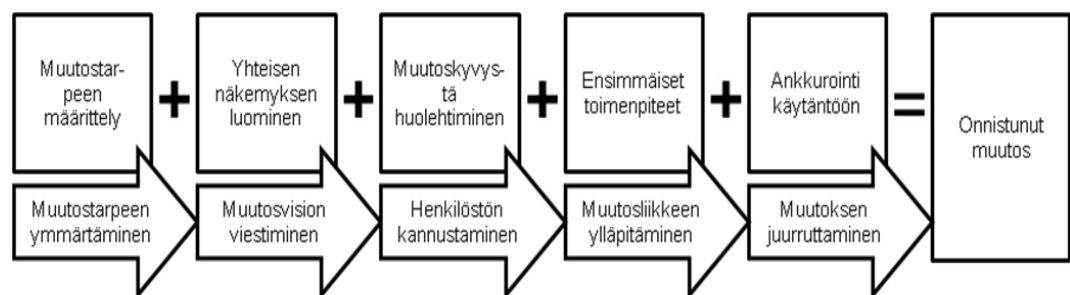 Muutostar-
peen
määrittely
+
Yhteisen
näkemyksen
luominen
+
Muutoskyvys-
tä
huolehtiminen
+
Ensimmäiset
toimenpiteet
+
Ankkurointi
käytäntöön
=
Onnistunut
muutos
Muutostarpeen
ymmärtäminen
Muutosvision
viestiminen
Henkilöstön
kannustaminen
Muutosliikkeen
ylläpitäminen
Muutoksen
juurruttaminen